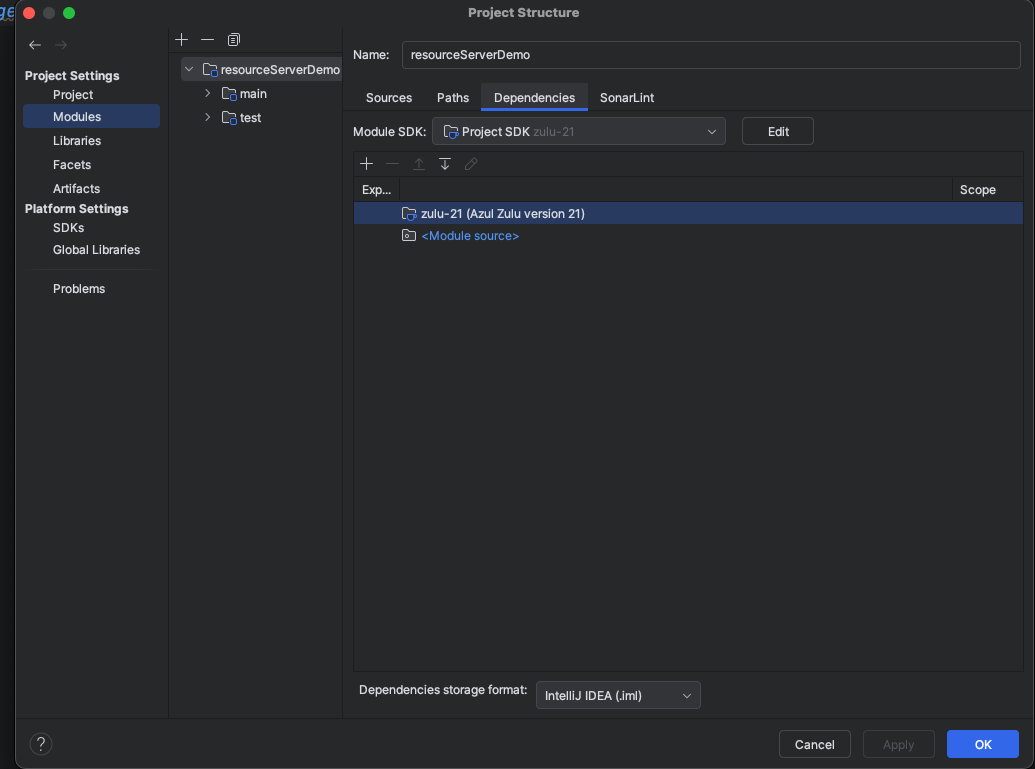 ge
Project Structure
Project Settings
Project
Modules
Libraries
Facets
Artifacts
Platform Settings
SDKs
Global Libraries
Problems
resourceServerDemo
main
test
Name: resourceServerDemo
Sources Paths Dependencies SonarLint
Module SDK: Project SDK zulu-21 Edit
Exp... Scope
zulu-21 (Azul Zulu version 21)
<Module source>
Dependencies storage format: IntelliJ IDEA (.iml)
? Cancel Apply OK